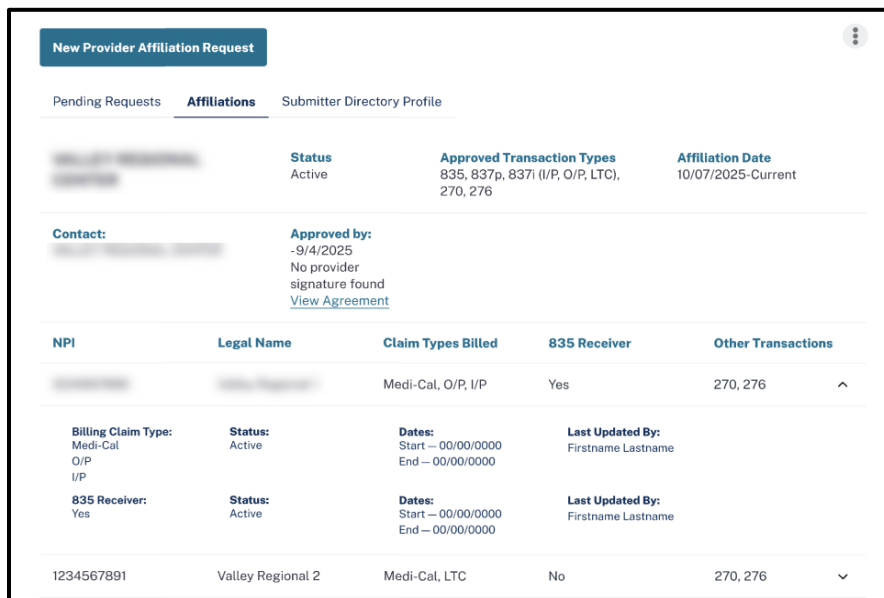 New Provider Affiliation Request
Pending Requests Affiliations Submitter Directory Profile
Status Approved Transaction Types Affiliation Date
Active 835, 837p, 837i (I/P, O/P, LTC), 10/07/2025-Current
270, 276
Contact: Approved by:
-9/4/2025
No provider
signature found
View Agreement
NPI Legal Name Claim Types Billed 835 Receiver Other Transactions
Medi-Cal, O/P, I/P Yes 270, 276
Billing Claim Type: Status: Dates: Last Updated By:
Medi-Cal Active Start — 00/00/0000 Firstname Lastname
O/P End — 00/00/0000
I/P
835 Receiver: Status: Dates: Last Updated By:
Yes Active Start — 00/00/0000 Firstname Lastname
End — 00/00/0000
1234567891 Valley Regional 2 Medi-Cal, LTC No 270, 276